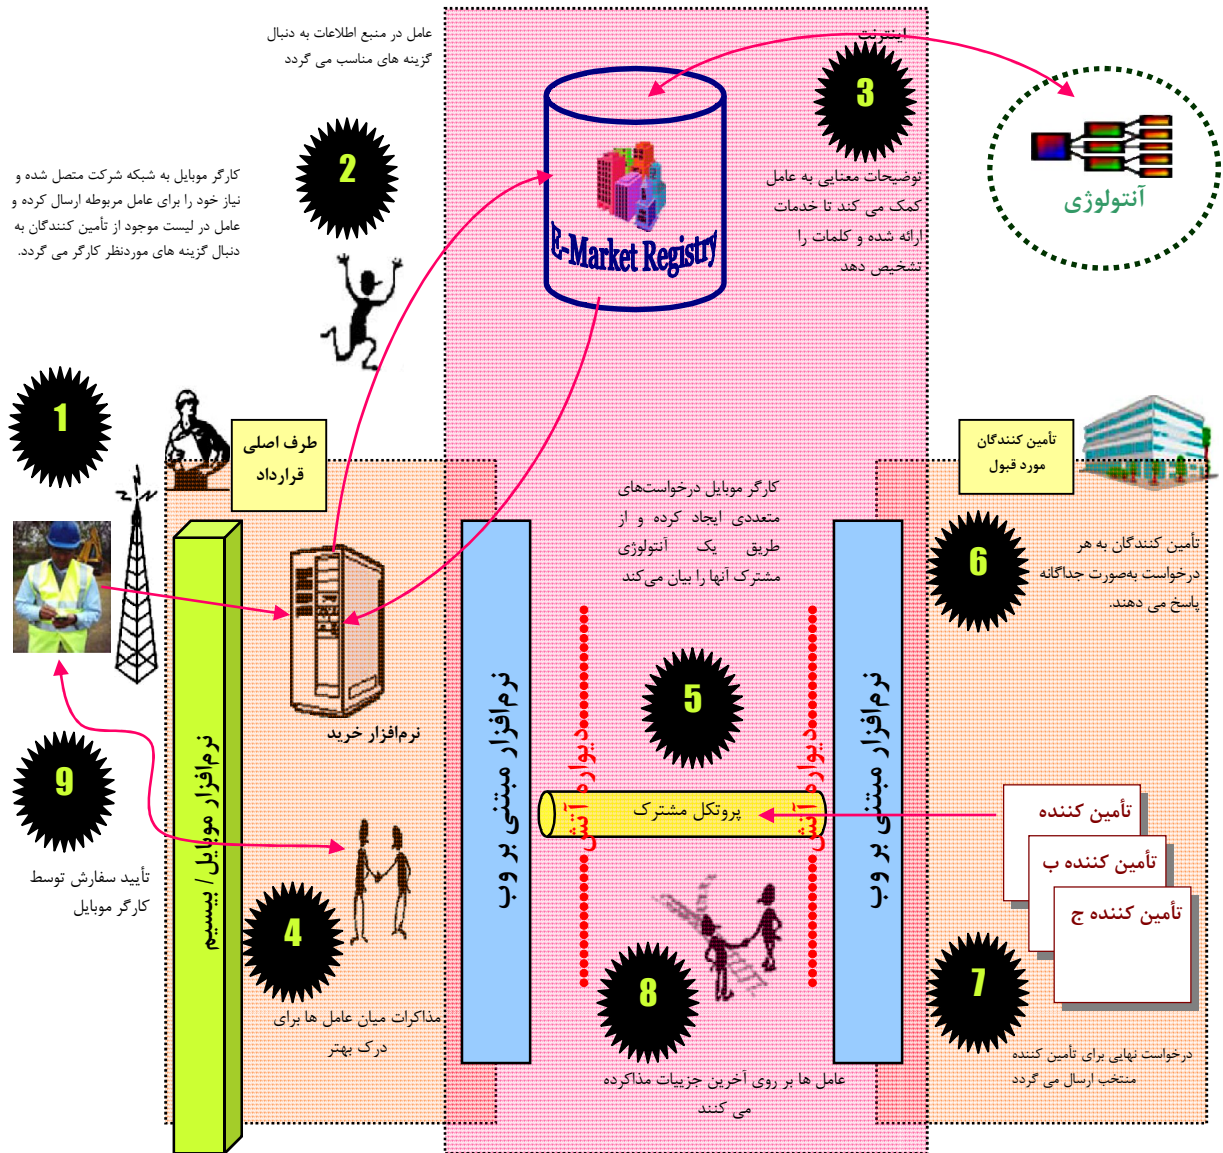 عامل در منبع اطلاعات به دنبال
گزینه های مناسب می گردد
اینترنت
3
2
توضیحات معنایی به عامل
کمک می کند تا خدمات
ارائه شده و کلمات را
تشخیص دهد
آنتولوژی
E-Market Registry
کارگر موبایل به شبکه شرکت متصل شده و
نیاز خود را برای عامل مربوطه ارسال کرده و
عامل در لیست موجود از تأمین کنندگان به
دنبال گزینه های موردنظر کارگر می گردد.
1
طرف اصلی
قرارداد
تأمین کنندگان
مورد قبول
کارگر موبایل درخواست‌های
متعددی ایجاد کرده و از
طریق یک آنتولوژی
مشترک آنها را بیان می‌کند
6
تأمین کنندگان به هر
درخواست به‌صورت جداگانه
پاسخ می دهند.
نرم‌افزار خرید
نرم‌افزار موبایل / بیسیم
نرم‌افزار مبتنی بر وب
دیواره آتش
5
پروتکل مشترک
دیواره آتش
نرم‌افزار مبتنی بر وب
تأمین کننده
تأمین کننده ب
تأمین کننده ج
9
تأیید سفارش توسط
کارگر موبایل
4
مذاکرات میان عامل ها برای
درک بهتر
8
عامل ها بر روی آخرین جزییات مذاکرده
می کنند
7
درخواست نهایی برای تأمین کننده
منتخب ارسال می گردد